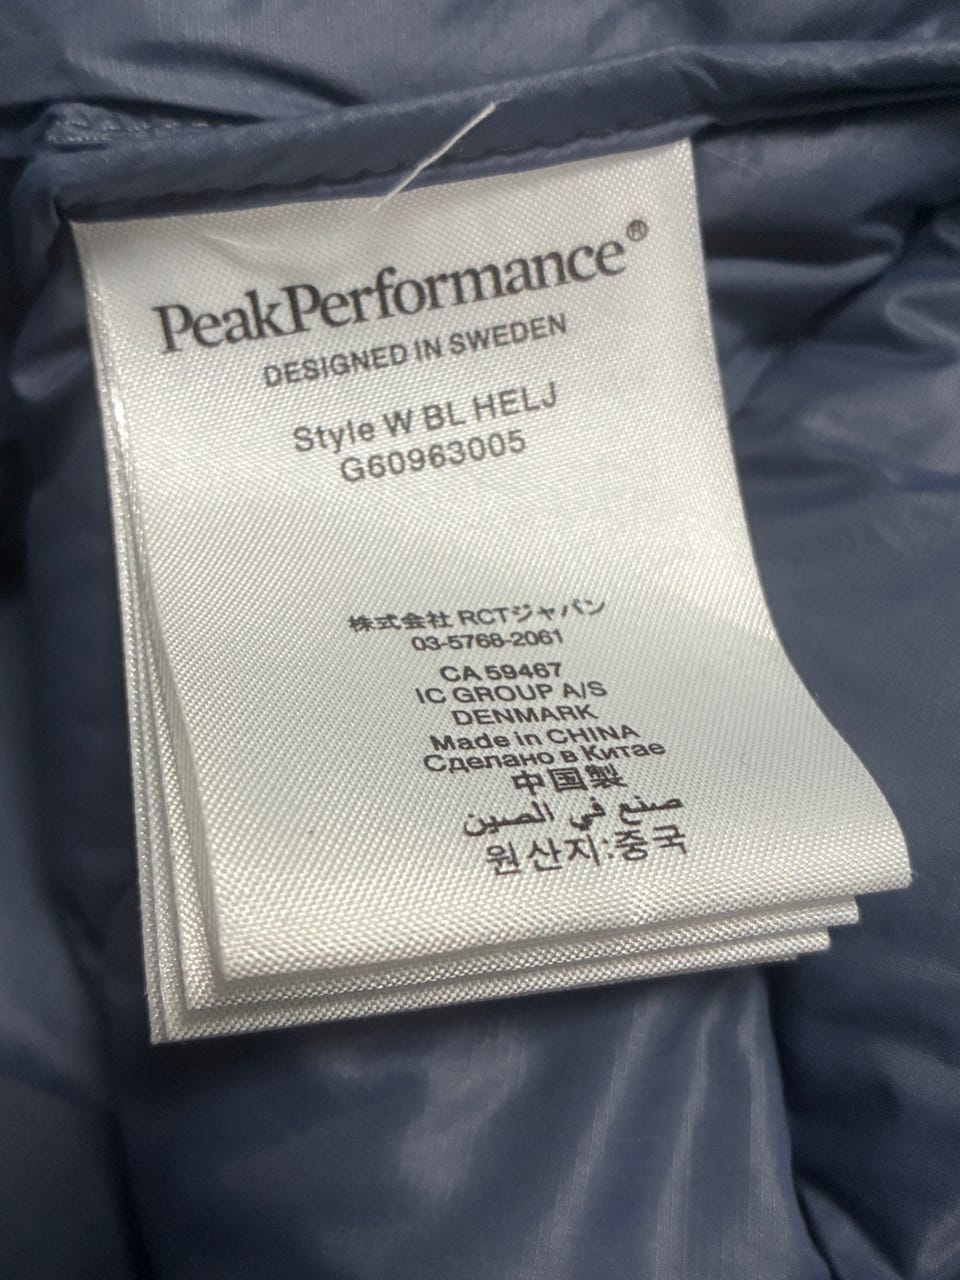 PeakPerformance®
DESIGNED IN SWEDEN
Style W BL HELJ
G60963005
株式会社 RCTジャパン
03-5768-2061
CA 59467
IC GROUP A/S
DENMARK
Made in CHINA
Сделано в Китае
中国製
صنع في الصين
원산지:중국